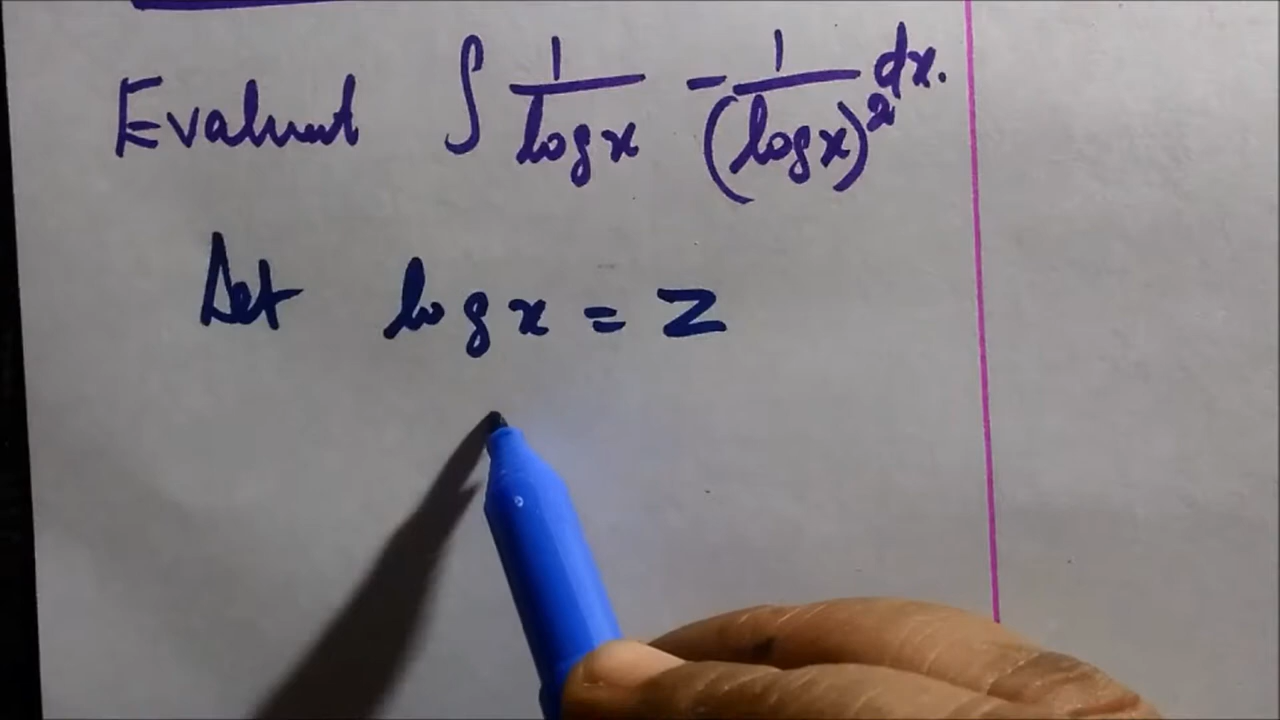 Evaluat ∫ 1/log x - 1/(log x)² dx.
Let log x = z